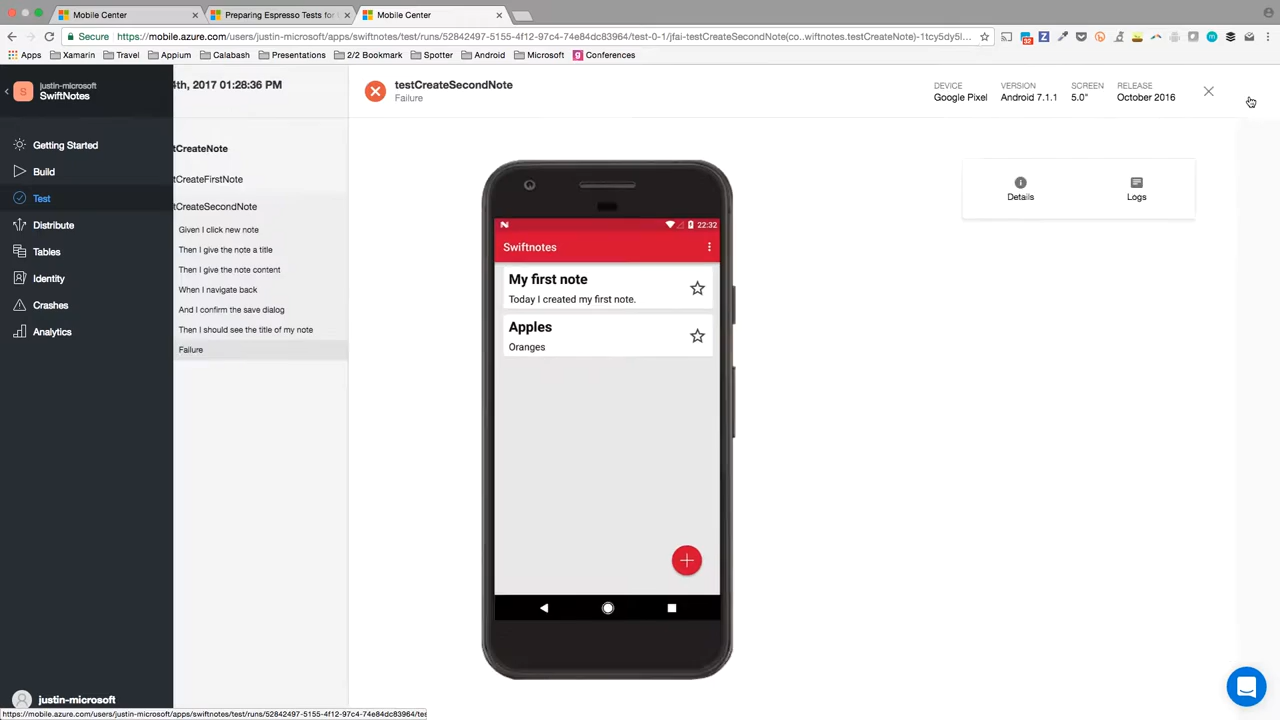 Mobile Center
Preparing Espresso Tests for
Mobile Center
Secure
https://mobile.azure.com/users/justin-microsoft/apps/swiftnotes/test/runs/52842497-5155-4f12-97c4-74e84dc83964/test-0-1/jfai-testCreateSecondNote(co..wiftnotes.testCreateNote)-1tcy5dy5l...
Apps
Xamarin
Travel
Appium
Calabash
Presentations
2/2 Bookmark
Spotter
Android
Microsoft
Conferences
S
justin-microsoft
SwiftNotes
Getting Started
Build
Test
Distribute
Tables
Identity
Crashes
Analytics
justin-microsoft
4th, 2017 01:28:36 PM
tCreateNote
tCreateFirstNote
tCreateSecondNote
Given I click new note
Then I give the note a title
Then I give the note content
When I navigate back
And I confirm the save dialog
Then I should see the title of my note
Failure
testCreateSecondNote
Failure
DEVICE
Google Pixel
VERSION
Android 7.1.1
SCREEN
5.0"
RELEASE
October 2016
Details
Logs
22:32
Swiftnotes
My first note
Today I created my first note.
Apples
Oranges
https://mobile.azure.com/users/justin-microsoft/apps/swiftnotes/test/runs/52842497-5155-4f12-97c4-74e84dc83964/tes